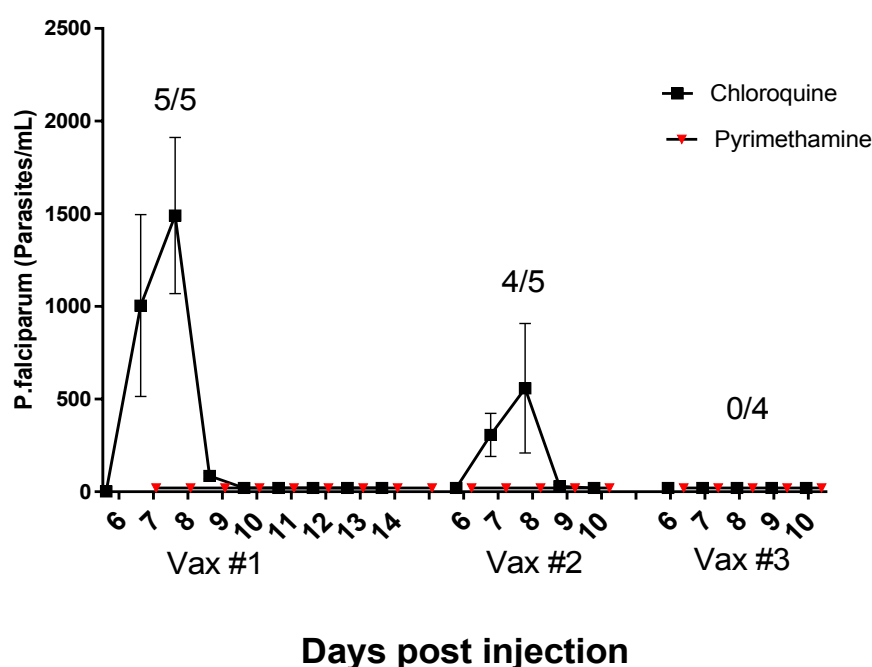 2500
2000
1500
1000
500
0
P.falciparum (Parasites/mL)
5/5
4/5
0/4
Chloroquine
Pyrimethamine
6 7 8 9 10 11 12 13 14 6 7 8 9 10 6 7 8 9 10
Vax #1 Vax #2 Vax #3
Days post injection